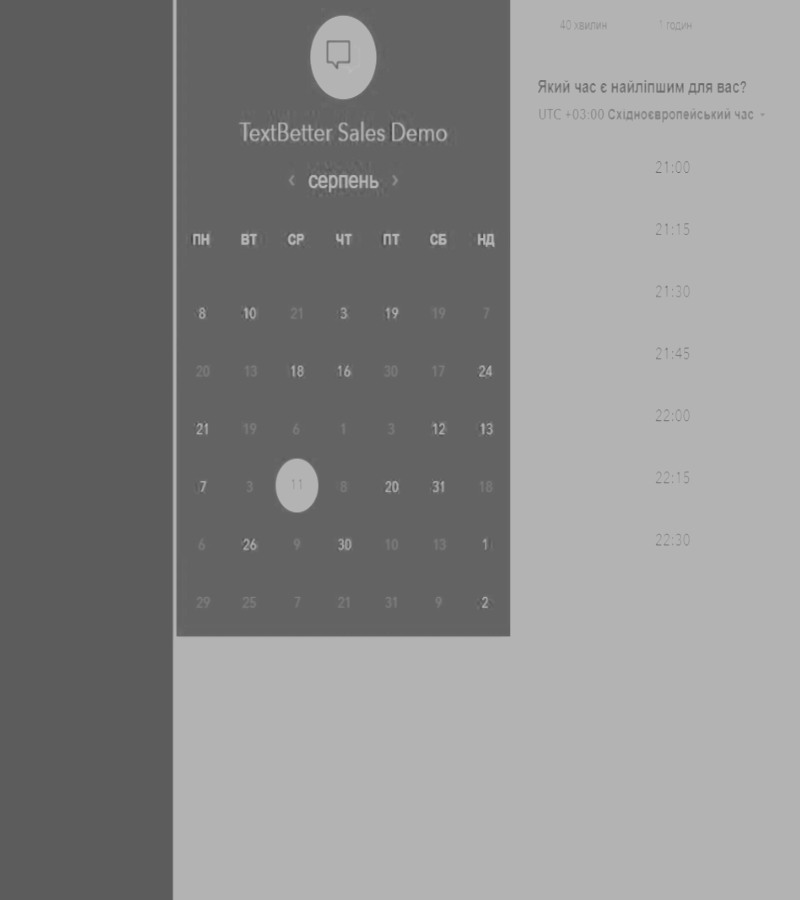 TextBetter Sales Demo
серпень
ПН ВТ СР ЧТ ПТ СБ НД
8 10 21 3 19 19 7
20 13 18 16 30 17 24
21 19 6 1 3 12 13
7 3 11 8 20 31 18
6 26 9 30 10 13 1
29 25 7 21 31 9 2
40 хвилин 1 годин
Який час є найліпшим для вас?
UTC +03:00 Східноєвропейський час
21:00
21:15
21:30
21:45
22:00
22:15
22:30